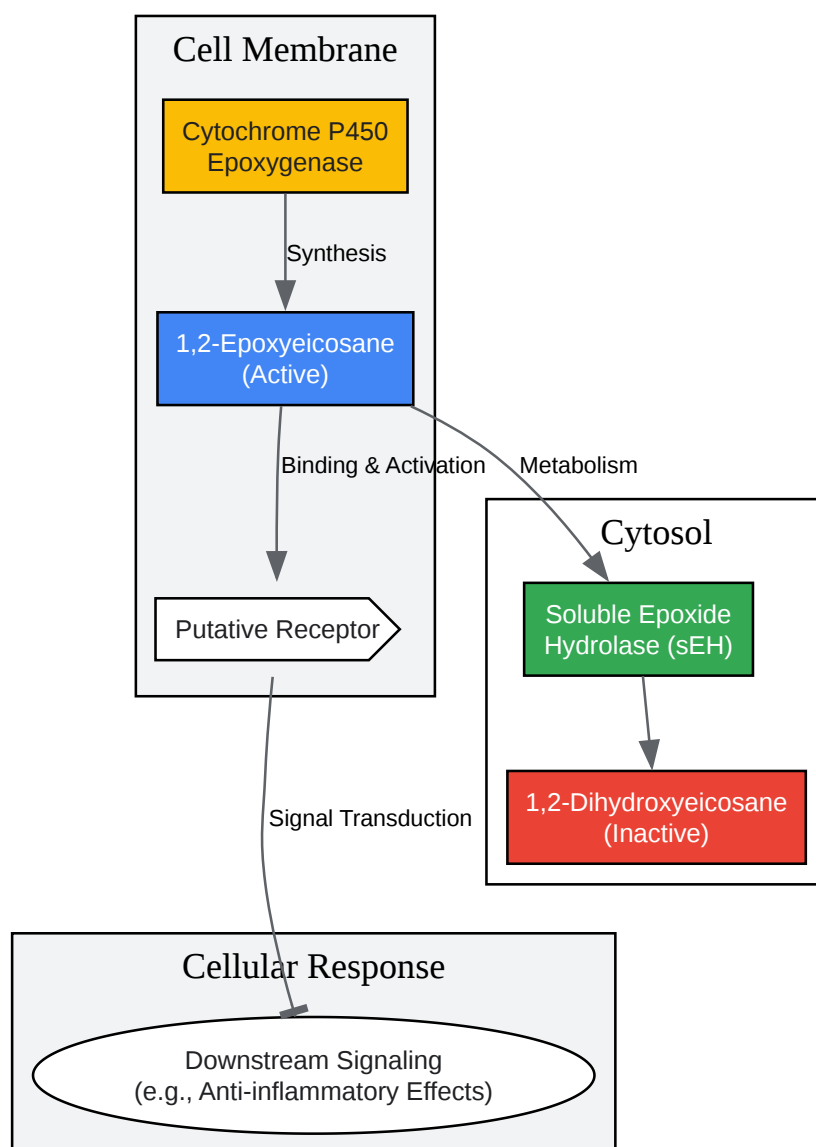 Cell Membrane
Cytochrome P450
Epoxygenase
Synthesis
1,2-Epoxyeicosane
(Active)
Binding & Activation
Metabolism
Cytosol
Putative Receptor
Soluble Epoxide
Hydrolase (sEH)
1,2-Dihydroxyeicosane
(Inactive)
Signal Transduction
Cellular Response
Downstream Signaling
(e.g., Anti-inflammatory Effects)